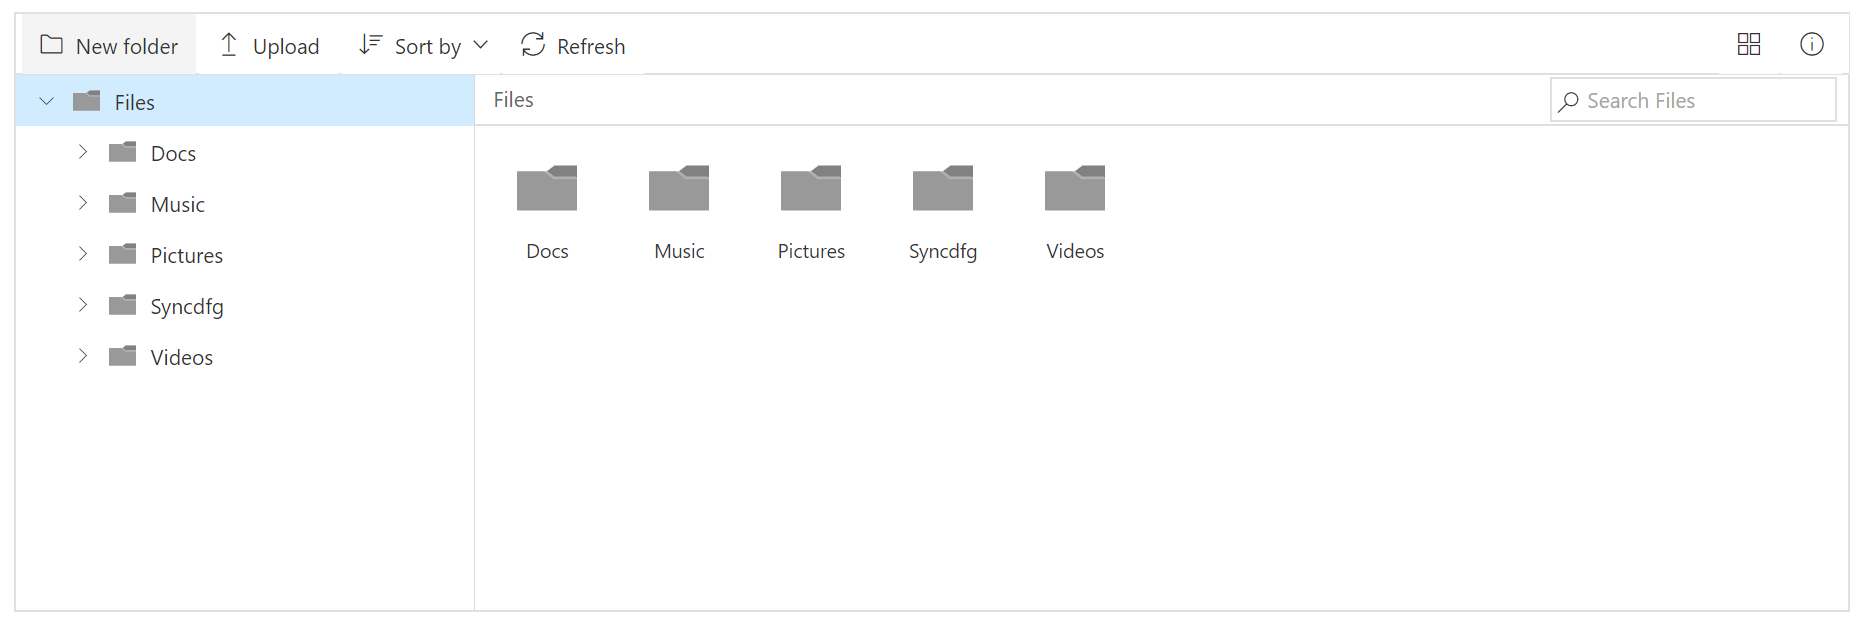 New folder Upload Sort by Refresh
Files
Files Search Files
Docs
Music
Pictures
Syncdfg
Videos
Docs Music Pictures Syncdfg Videos